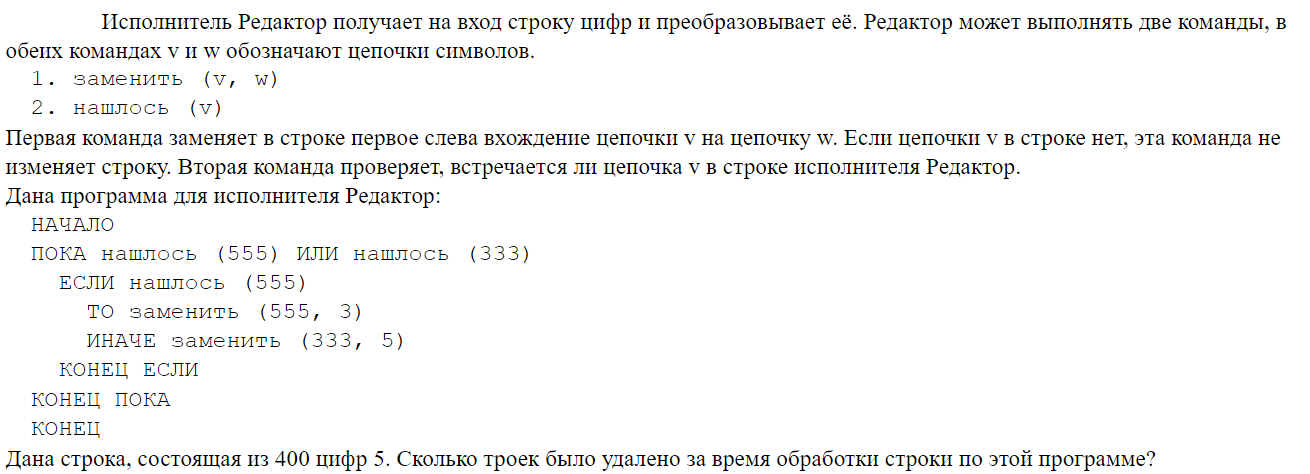 Исполнитель Редактор получает на вход строку цифр и преобразовывает её. Редактор может выполнять две команды, в
обеих командах v и w обозначают цепочки символов.
1. заменить (v, w)
2. нашлось (v)
Первая команда заменяет в строке первое слева вхождение цепочки v на цепочку w. Если цепочки v в строке нет, эта команда не
изменяет строку. Вторая команда проверяет, встречается ли цепочка v в строке исполнителя Редактор.
Дана программа для исполнителя Редактор:
НАЧАЛО
ПОКА нашлось (555) ИЛИ нашлось (333)
ЕСЛИ нашлось (555)
ТО заменить (555, 3)
ИНАЧЕ заменить (333, 5)
КОНЕЦ ЕСЛИ
КОНЕЦ ПОКА
КОНЕЦ
Дана строка, состоящая из 400 цифр 5. Сколько троек было удалено за время обработки строки по этой программе?